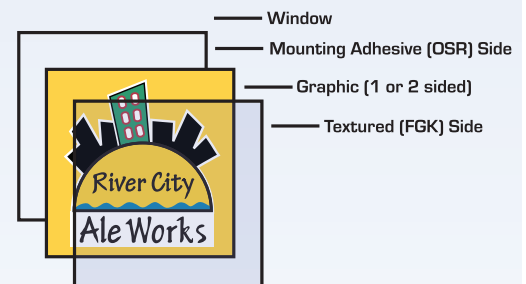 Window
Mounting Adhesive (OSR) Side
Graphic (1 or 2 sided)
Textured (FGK) Side
River City
Ale Works